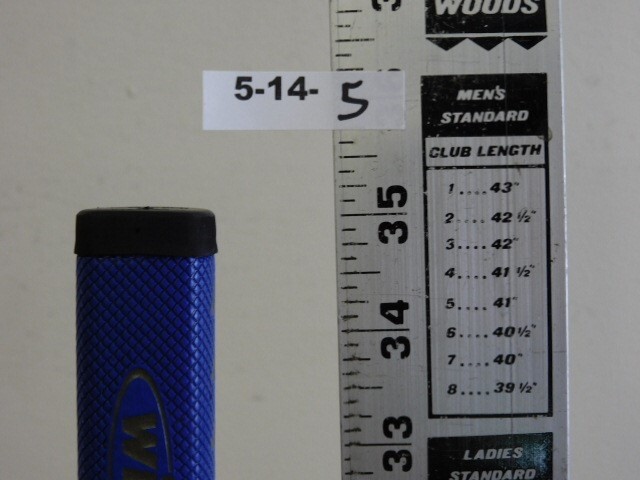 WOODS
5-14- 5
MEN'S
STANDARD
CLUB LENGTH
1 .... 43"
2 .... 42 ½"
3 .... 42"
4 .... 41 ½"
5 .... 41"
6 .... 40 ½"
7 .... 40"
8 .... 39 ½"
35
34
33
LADIES
STANDARD